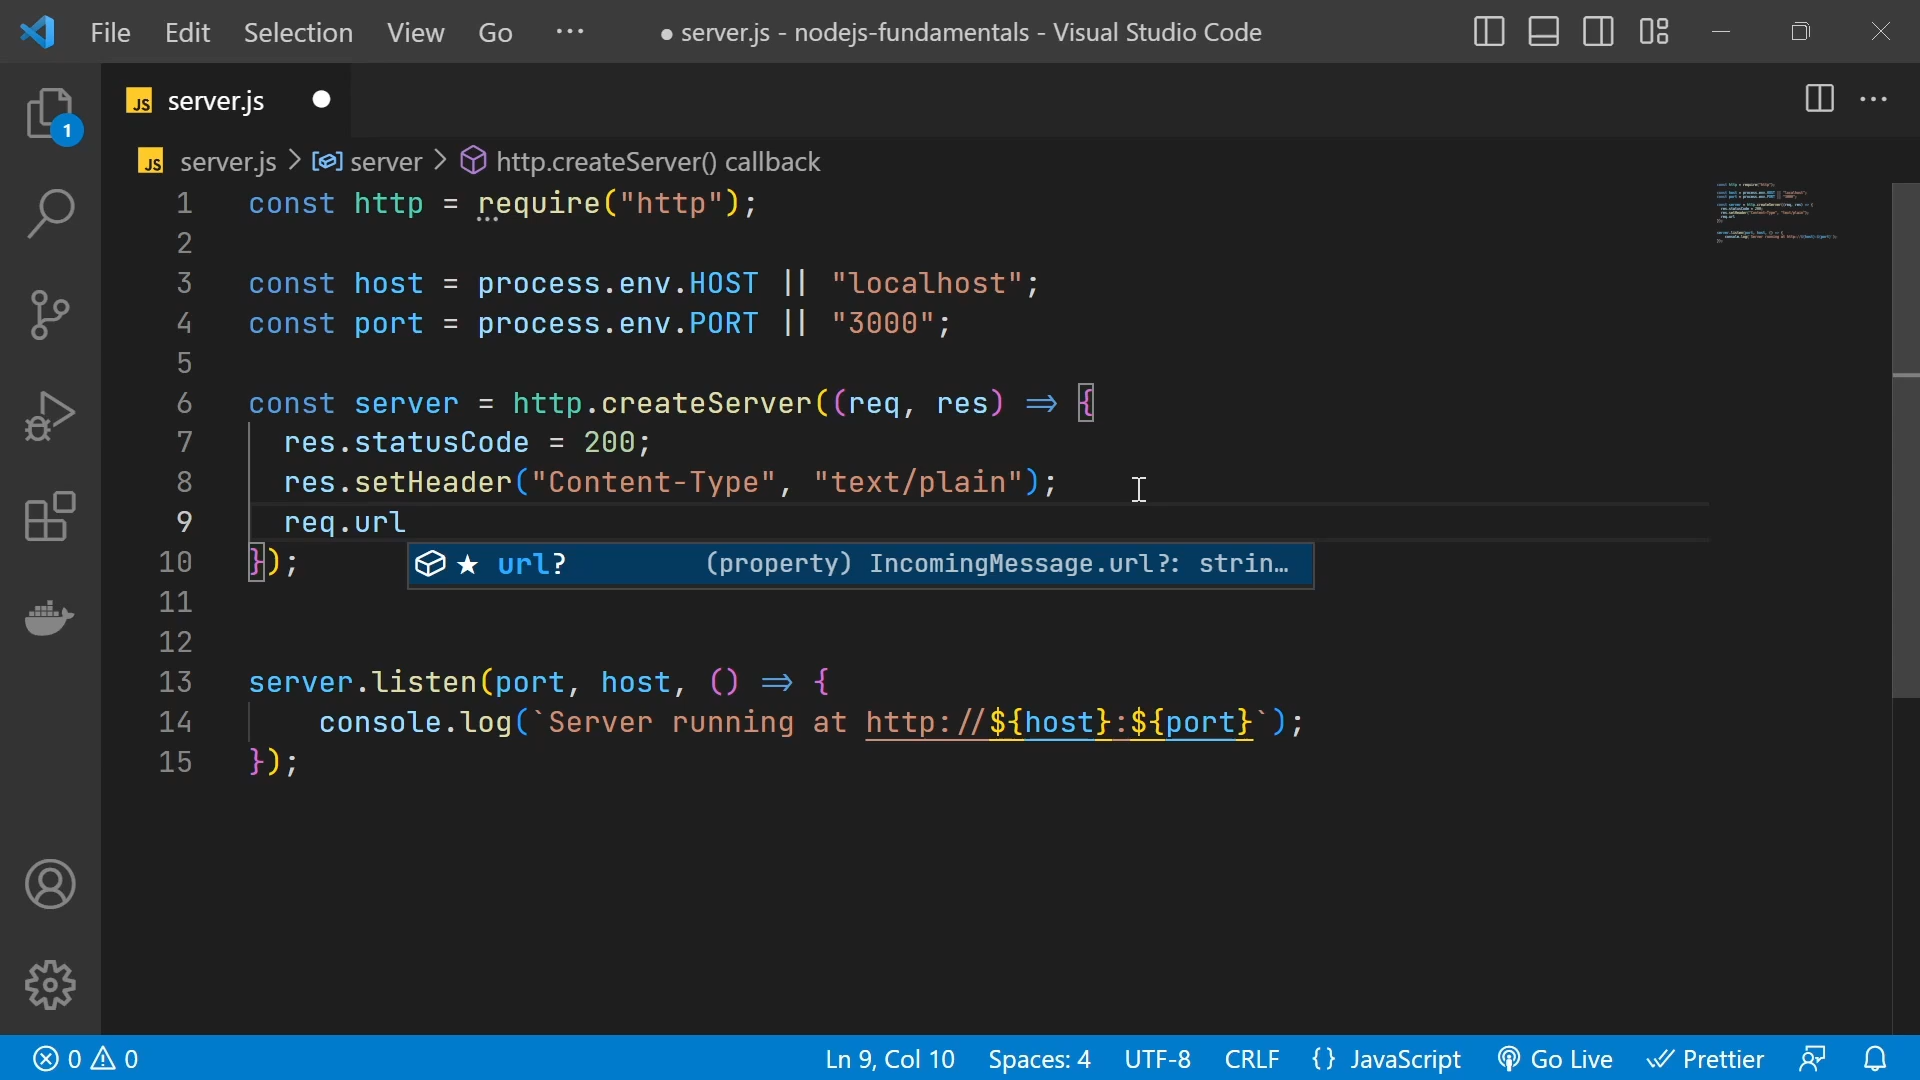 File Edit Selection View Go ··· ● server.js - nodejs-fundamentals - Visual Studio Code
JS server.js ●
1
JS server.js > server > http.createServer() callback
1 const http = require("http");
2
3 const host = process.env.HOST || "localhost";
4 const port = process.env.PORT || "3000";
5
6 const server = http.createServer((req, res) => {
7 res.statusCode = 200;
8 res.setHeader("Content-Type", "text/plain");
9 req.url
10 });
★ url? (property) IncomingMessage.url?: strin…
11
12
13 server.listen(port, host, () => {
14 console.log(`Server running at http://${host}:${port}`);
15 });
0 0 Ln 9, Col 10 Spaces: 4 UTF-8 CRLF {} JavaScript Go Live Prettier